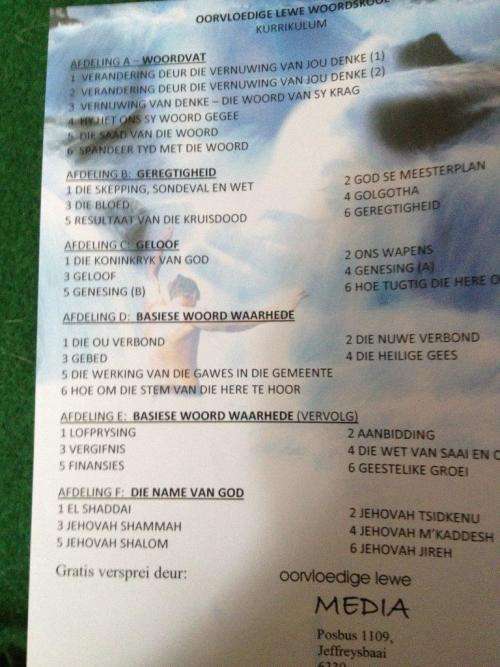 OORVLOEDIGE LEWE WOORDSKOOL
KURRIKULUM
AFDELING A – WOORDVAT
1 VERANDERING DEUR DIE VERNUWING VAN JOU DENKE (1)
2 VERANDERING DEUR DIE VERNUWING VAN JOU DENKE (2)
3 VERNUWING VAN DENKE – DIE WOORD VAN SY KRAG
4 HY HET ONS SY WOORD GEGEE
5 DIE SAAD VAN DIE WOORD
6 SPANDEER TYD MET DIE WOORD
AFDELING B: GEREGTIGHEID
1 DIE SKEPPING, SONDEVAL EN WET 2 GOD SE MEESTERPLAN
3 DIE BLOED 4 GOLGOTHA
5 RESULTAAT VAN DIE KRUISDOOD 6 GEREGTIGHEID
AFDELING C: GELOOF
1 DIE KONINKRYK VAN GOD 2 ONS WAPENS
3 GELOOF 4 GENESING (A)
5 GENESING (B) 6 HOE TUGTIG DIE HERE
AFDELING D: BASIESE WOORD WAARHEDE
1 DIE OU VERBOND 2 DIE NUWE VERBOND
3 GEBED 4 DIE HEILIGE GEES
5 DIE WERKING VAN DIE GAWES IN DIE GEMEENTE
6 HOE OM DIE STEM VAN DIE HERE TE HOOR
AFDELING E: BASIESE WOORD WAARHEDE (VERVOLG)
1 LOFPRYSING 2 AANBIDDING
3 VERGIFNIS 4 DIE WET VAN SAAI EN
5 FINANSIES 6 GEESTELIKE GROEI
AFDELING F: DIE NAME VAN GOD
1 EL SHADDAI 2 JEHOVAH TSIDKENU
3 JEHOVAH SHAMMAH 4 JEHOVAH M'KADDESH
5 JEHOVAH SHALOM 6 JEHOVAH JIREH
Gratis versprei deur: oorvloedige lewe
MEDIA
Posbus 1109,
Jeffreysbaai